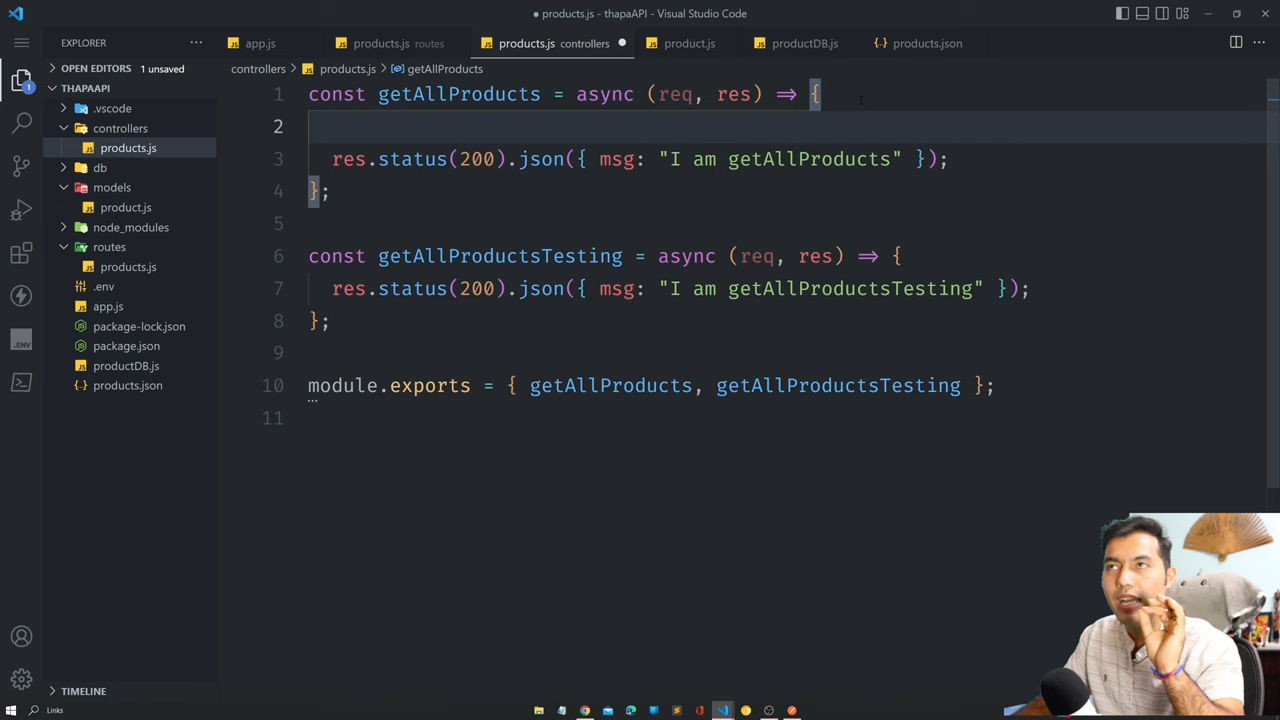 products.js - thapaAPI - Visual Studio Code
EXPLORER
app.js
products.js routes
products.js controllers
product.js
productDB.js
{} products.json
OPEN EDITORS 1 unsaved
controllers > products.js > getAllProducts
THAPAAPI
.vscode
controllers
products.js
db
models
product.js
node_modules
routes
products.js
.env
app.js
package-lock.json
package.json
productDB.js
{} products.json
TIMELINE
1
.ENV
1 const getAllProducts = async (req, res) => {
2
3 res.status(200).json({ msg: "I am getAllProducts" });
4 };
5
6 const getAllProductsTesting = async (req, res) => {
7 res.status(200).json({ msg: "I am getAllProductsTesting" });
8 };
9
10 module.exports = { getAllProducts, getAllProductsTesting };
11
Links